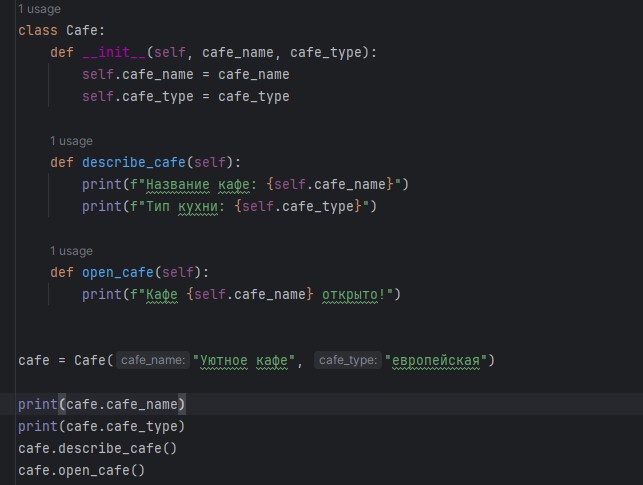 1 usage
class Cafe:
    def __init__(self, cafe_name, cafe_type):
        self.cafe_name = cafe_name
        self.cafe_type = cafe_type
    1 usage
    def describe_cafe(self):
        print(f"Название кафе: {self.cafe_name}")
        print(f"Тип кухни: {self.cafe_type}")
    1 usage
    def open_cafe(self):
        print(f"Кафе {self.cafe_name} открыто!")
cafe = Cafe( cafe_name: "Уютное кафе", cafe_type: "европейская")
print(cafe.cafe_name)
print(cafe.cafe_type)
cafe.describe_cafe()
cafe.open_cafe()